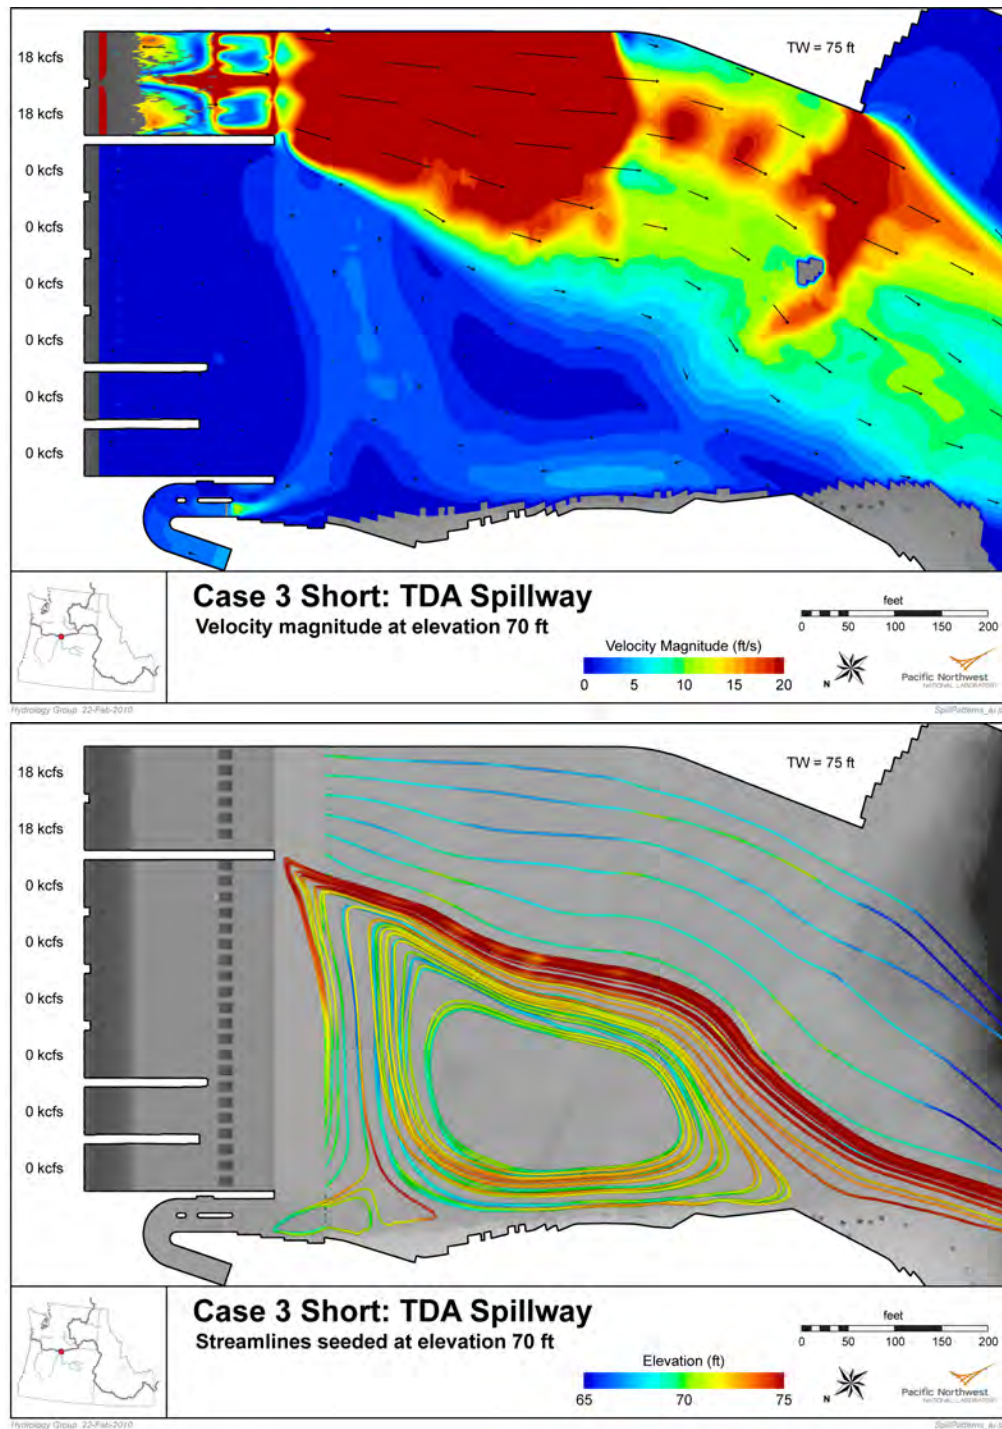 TW = 75 ft
18 kcfs
18 kcfs
0 kcfs
0 kcfs
0 kcfs
0 kcfs
0 kcfs
0 kcfs
Case 3 Short: TDA Spillway
Velocity magnitude at elevation 70 ft
Velocity Magnitude (ft/s)
0 5 10 15 20
feet
0 50 100 150 200
N
Pacific Northwest
NATIONAL LABORATORY
Hydrology Group 22-Feb-2010
TW = 75 ft
18 kcfs
18 kcfs
0 kcfs
0 kcfs
0 kcfs
0 kcfs
0 kcfs
0 kcfs
Case 3 Short: TDA Spillway
Streamlines seeded at elevation 70 ft
Elevation (ft)
65 70 75
feet
0 50 100 150 200
N
Pacific Northwest
NATIONAL LABORATORY
Hydrology Group 22-Feb-2010